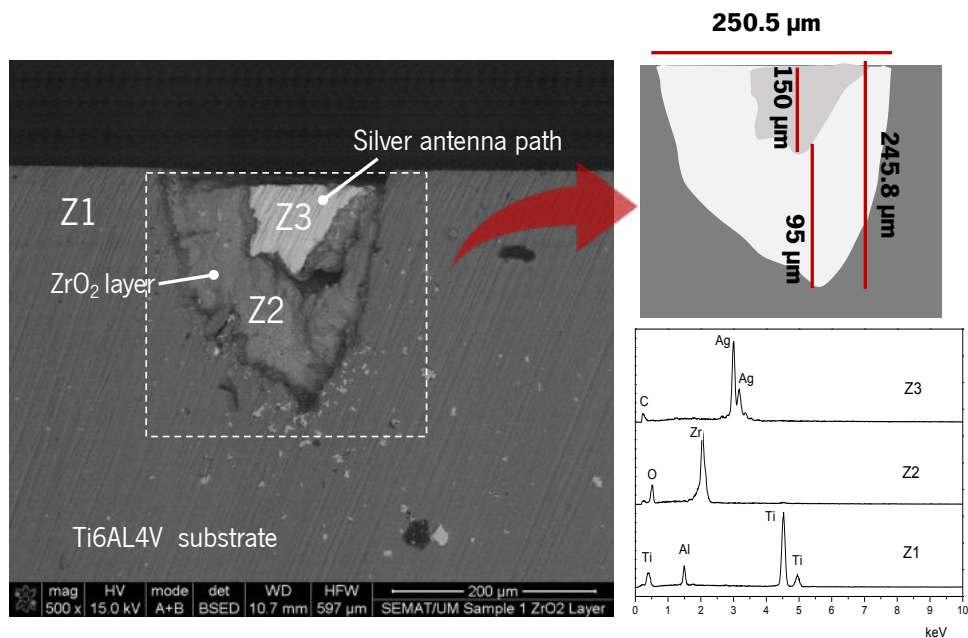 250.5 µm
150 µm
245.8 µm
95 µm
Silver antenna path
Z1
Z3
ZrO₂ layer
Z2
Ti6AL4V substrate
mag HV mode det WD HFW
500 x 15.0 kV A+B BSED 10.7 mm 597 µm
200 µm
SEMAT/UM Sample 1 ZrO2 Layer
Ag
Ag
C
Z3
Zr
O
Z2
Ti
Ti
Al
Ti
Z1
0 1 2 3 4 5 6 7 8 9 10
keV